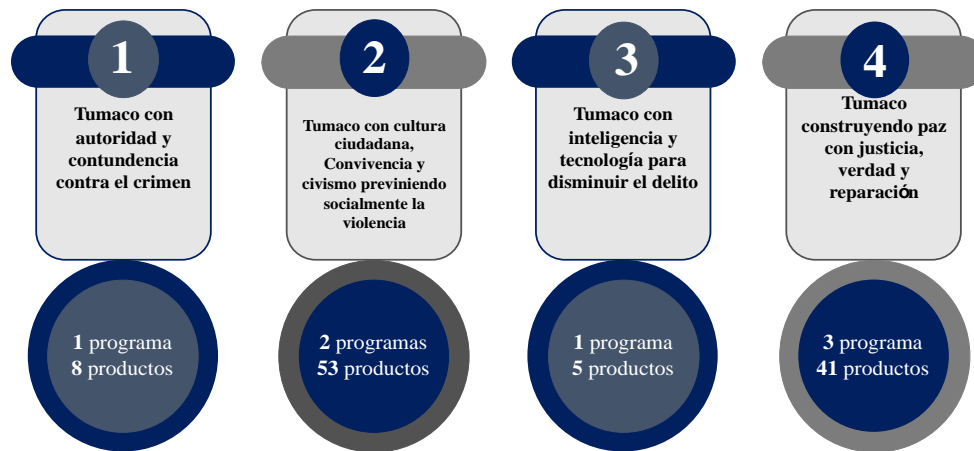 1
Tumaco con
autoridad y
contundencia
contra el crimen
1 programa
8 productos
2
Tumaco con cultura
ciudadana,
Convivencia y
civismo previniendo
socialmente la
violencia
2 programas
53 productos
3
Tumaco con
inteligencia y
tecnología para
disminuir el delito
1 programa
5 productos
4
Tumaco
construyendo paz
con justicia,
verdad y
reparación
3 programa
41 productos